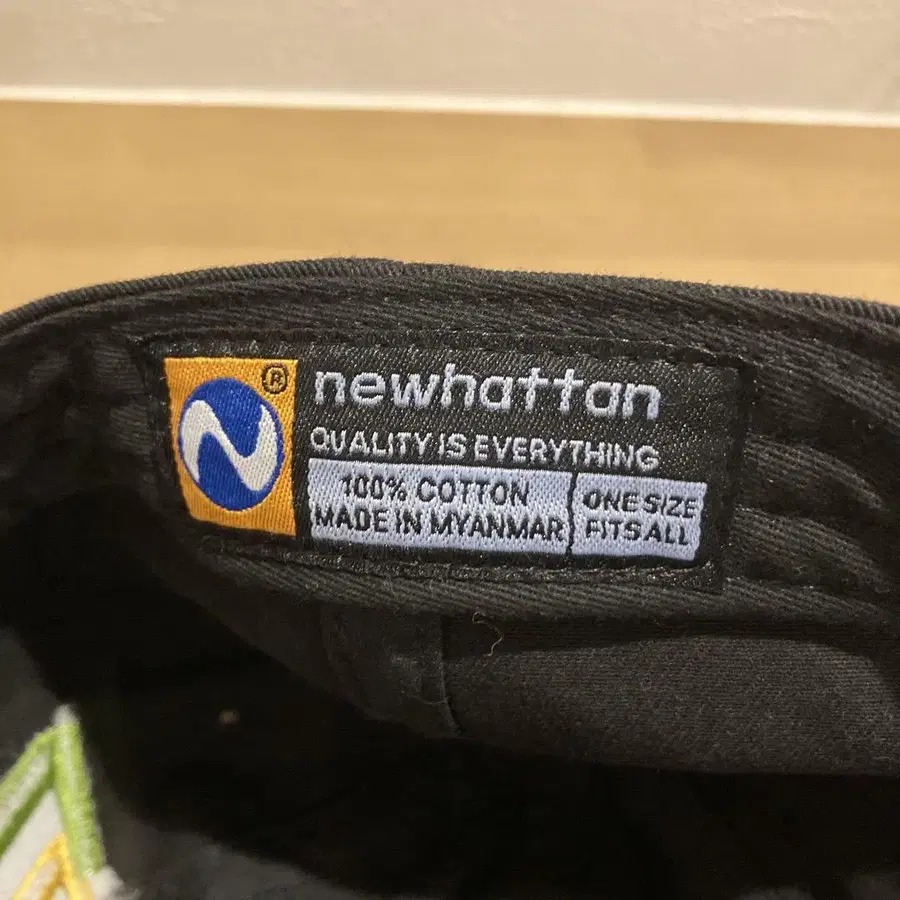 ®
newhattan
QUALITY IS EVERYTHING
100% COTTON
MADE IN MYANMAR
ONE SIZE
FITS ALL